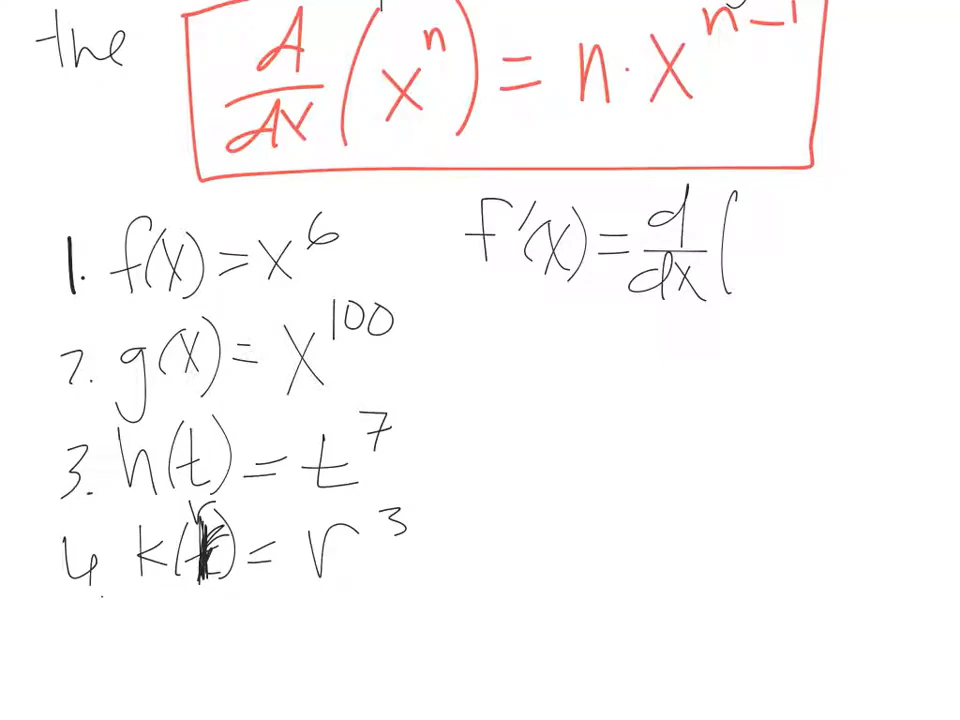 the d/dx (x^n) = n · x^(n-1)
1. f(x) = x^6 f'(x) = d/dx (
2. g(x) = x^100
3. h(t) = t^7
4. k(r) = r^3